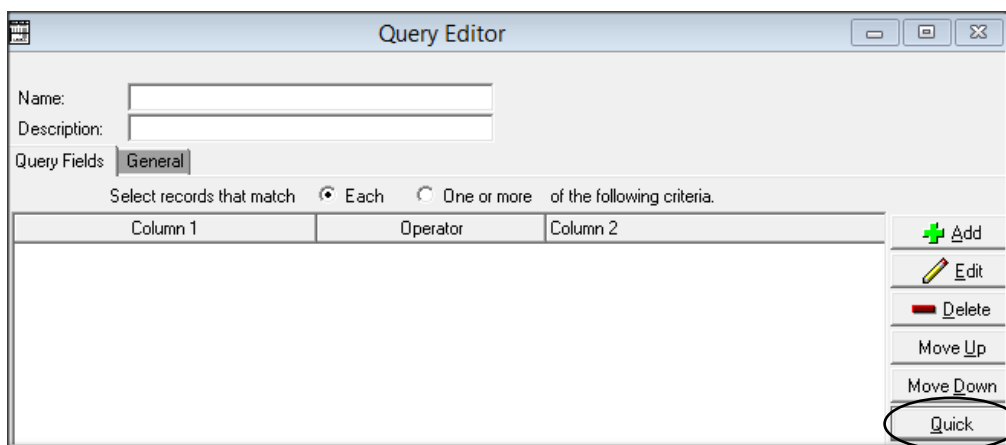 Query Editor
Name:
Description:
Query Fields General
Select records that match Each One or more of the following criteria.
Column 1 Operator Column 2
Add
Edit
Delete
Move Up
Move Down
Quick